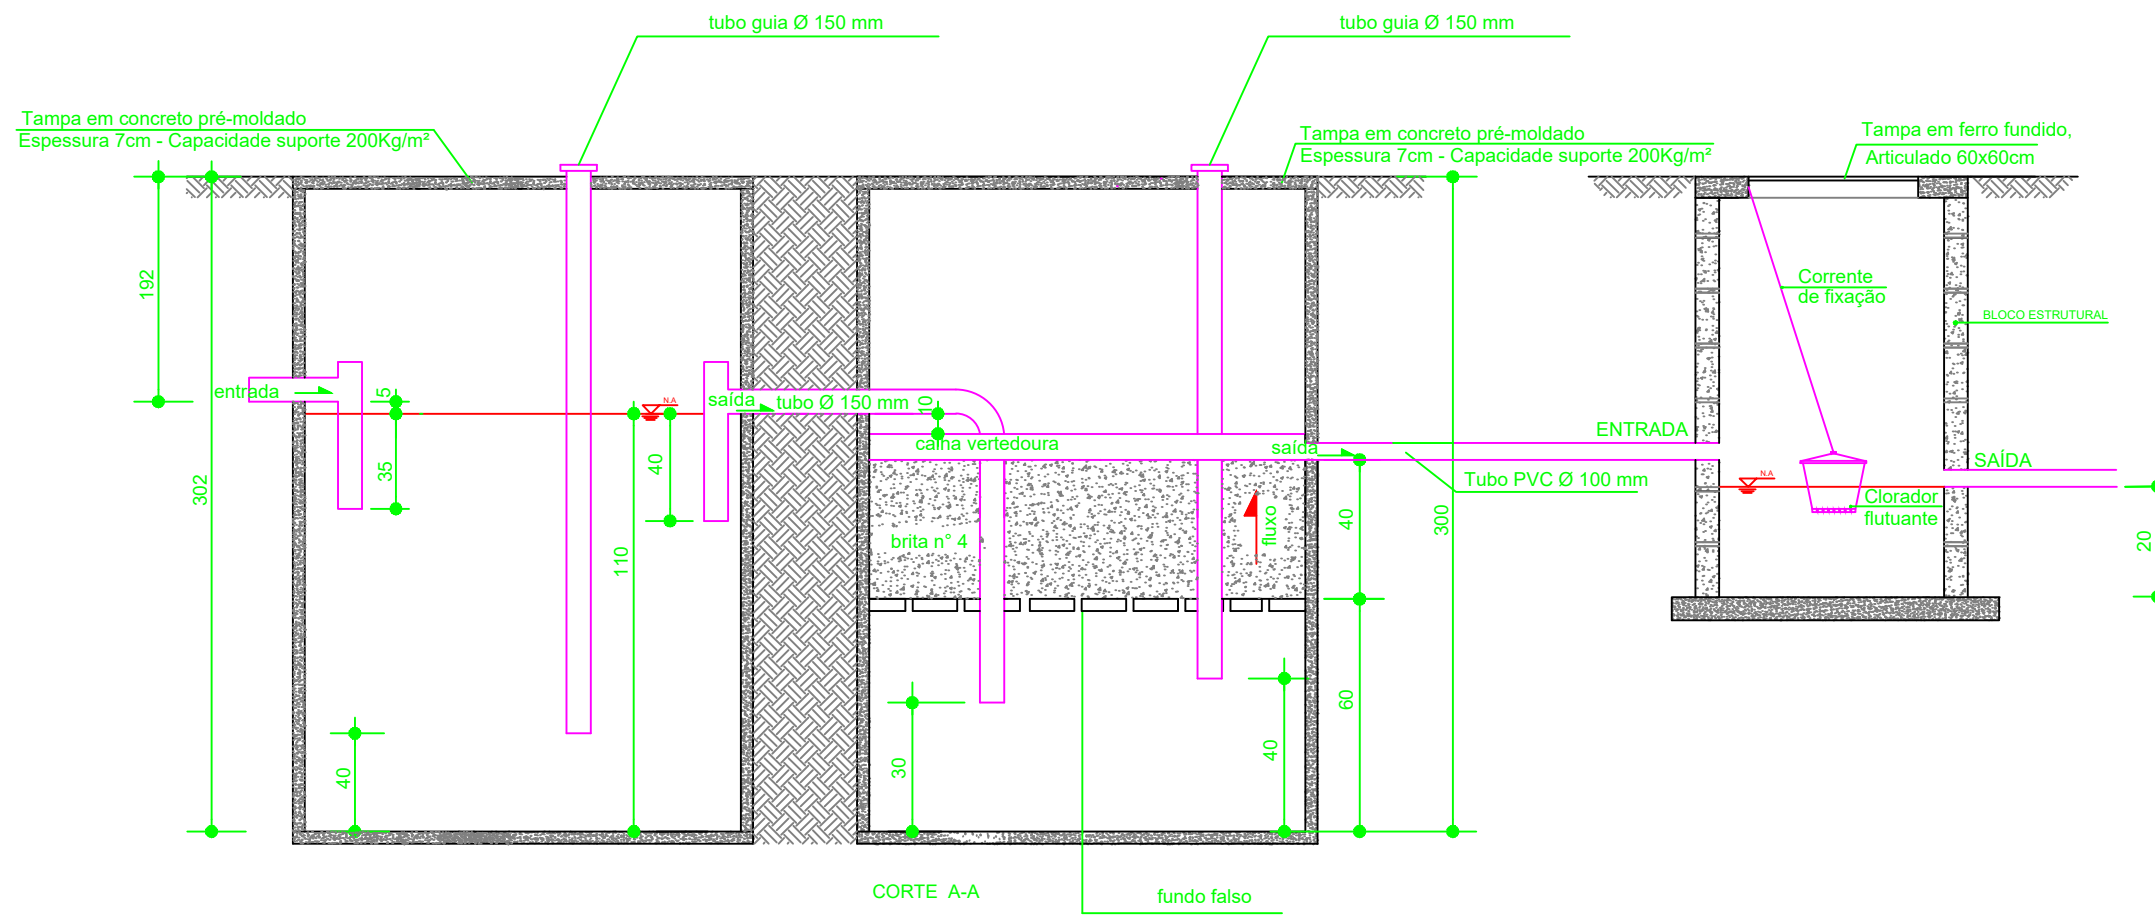 tubo guia Ø 150 mm
tubo guia Ø 150 mm
Tampa em concreto pré-moldado
Espessura 7cm - Capacidade suporte 200Kg/m²
Tampa em concreto pré-moldado
Espessura 7cm - Capacidade suporte 200Kg/m²
Tampa em ferro fundido,
Articulado 60x60cm
192
302
entrada
5
35
40
110
N.A
40
saída
tubo Ø 150 mm
10
calha vertedoura
saída
brita n° 4
fluxo
30
40
40
60
300
Tubo PVC Ø 100 mm
ENTRADA
Corrente
de fixação
BLOCO ESTRUTURAL
N.A
SAÍDA
Clorador
flutuante
20
CORTE A-A
fundo falso